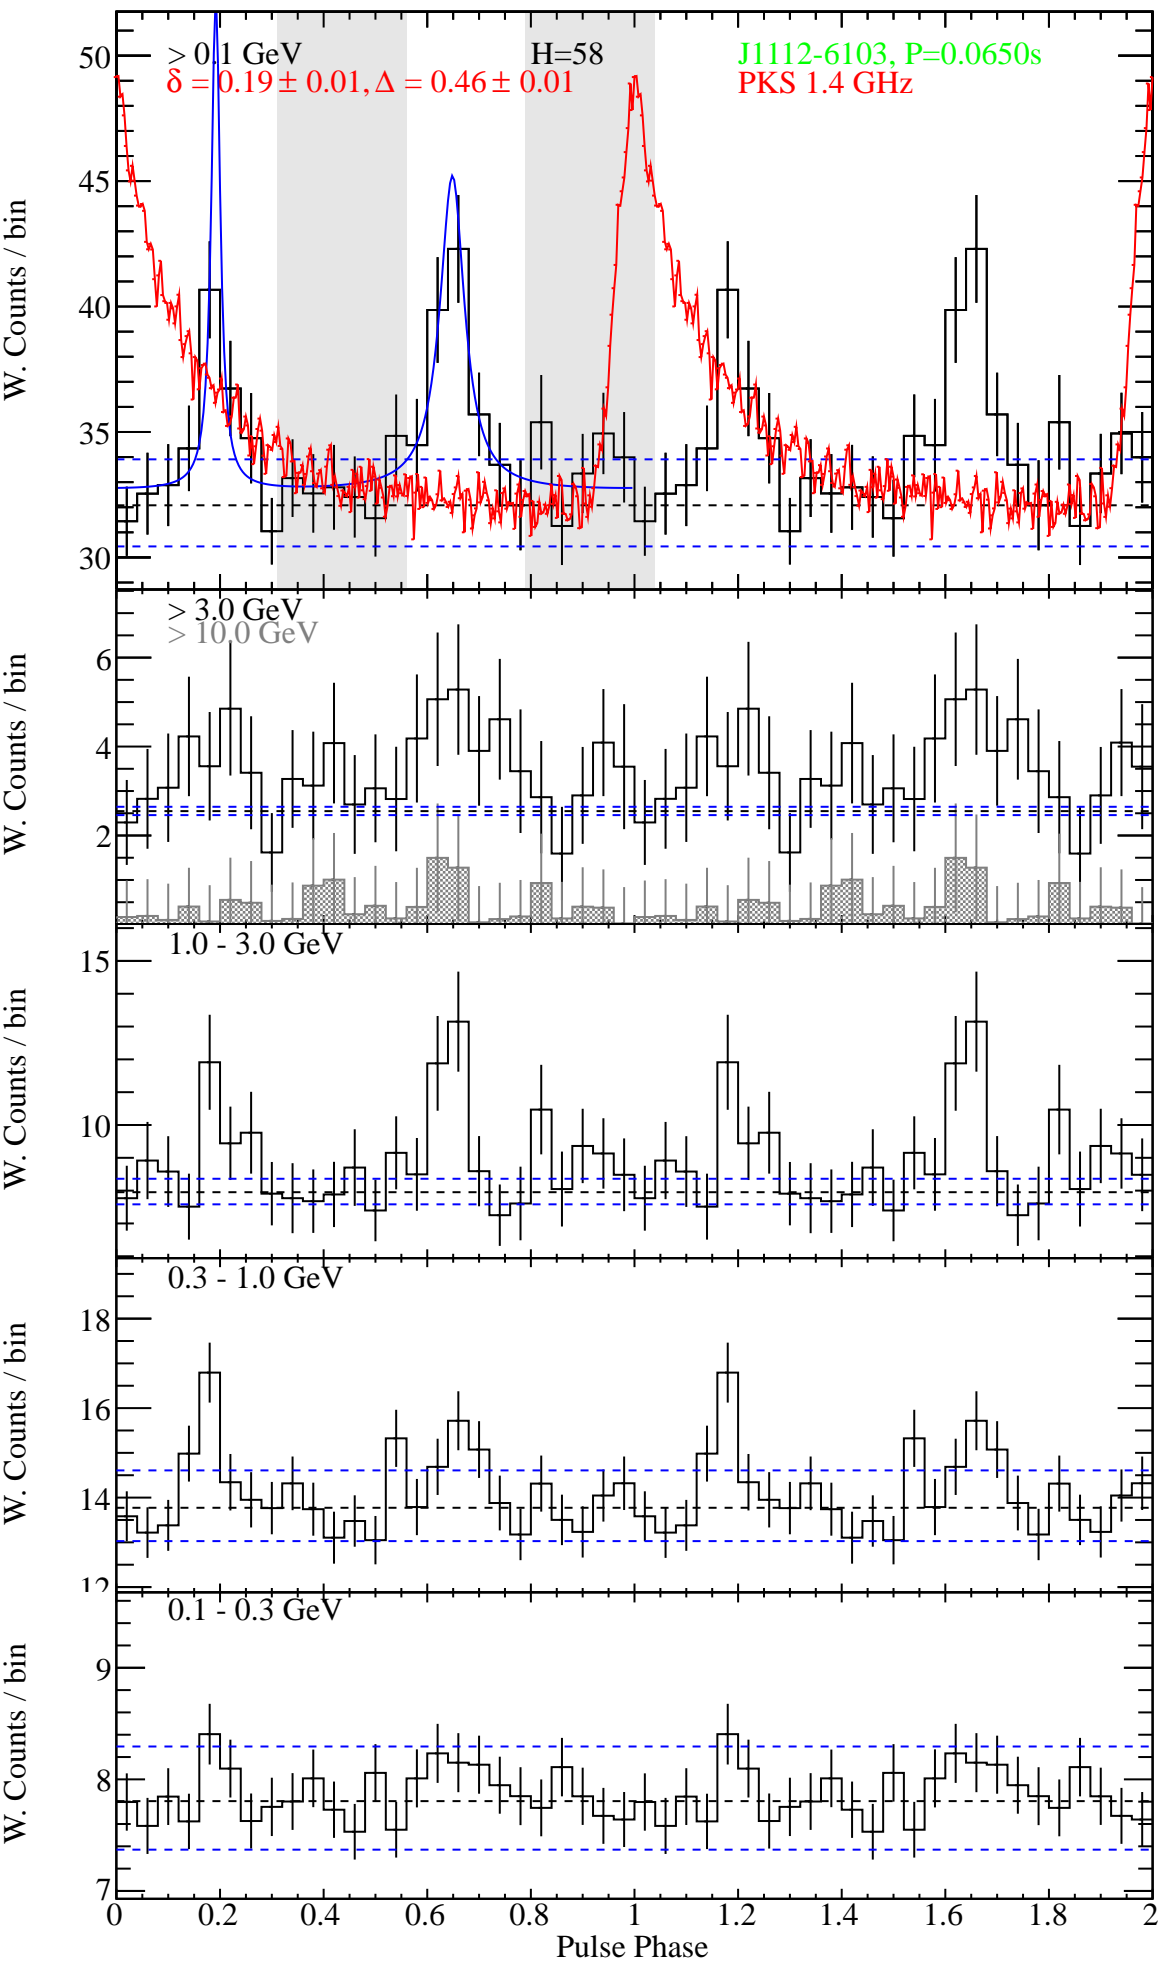 > 0.1 GeV H=58 J1112-6103, P=0.0650s
δ = 0.19 ± 0.01, Δ = 0.46 ± 0.01 PKS 1.4 GHz
50
45
40
35
30
W. Counts / bin
> 3.0 GeV
> 10.0 GeV
6
4
2
W. Counts / bin
1.0 - 3.0 GeV
15
10
W. Counts / bin
0.3 - 1.0 GeV
18
16
14
12
W. Counts / bin
0.1 - 0.3 GeV
9
8
7
W. Counts / bin
0 0.2 0.4 0.6 0.8 1 1.2 1.4 1.6 1.8 2
Pulse Phase